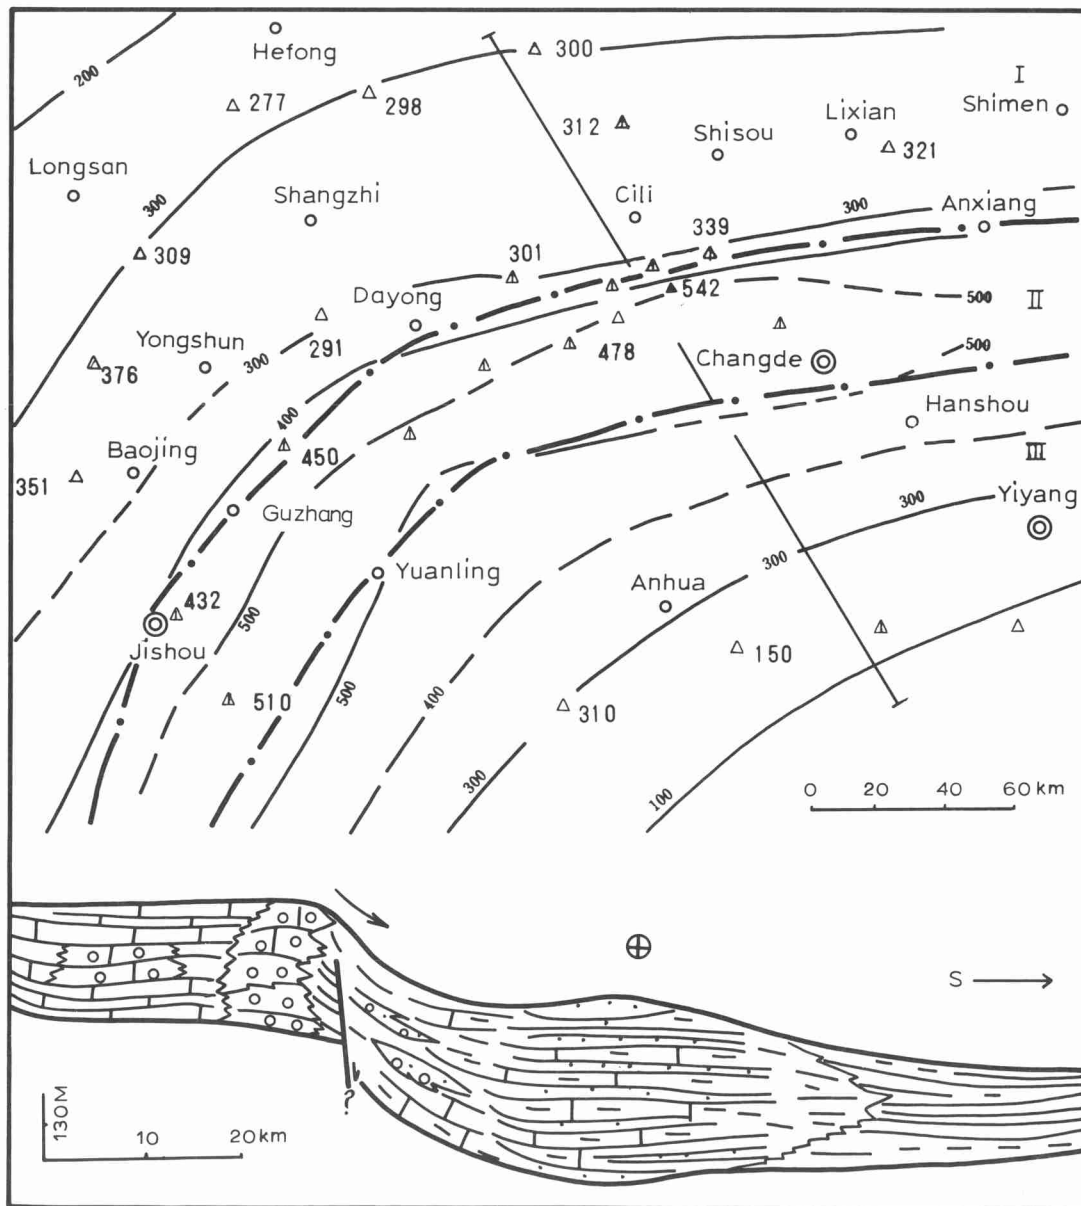 Hefong
300
I
200
277
298
Shimen
Lixian
312
Shisou
321
Longsan
Shangzhi
Cili
300
Anxiang
300
339
309
301
542
500
II
Dayong
291
478
500
Yongshun
300
Changde
376
400
Hanshou
Baojing
450
III
351
300
Yiyang
Guzhang
300
Yuanling
Anhua
432
500
Jishou
150
510
500
400
310
300
100
0 20 40 60 km
S
?
130M
10 20 km